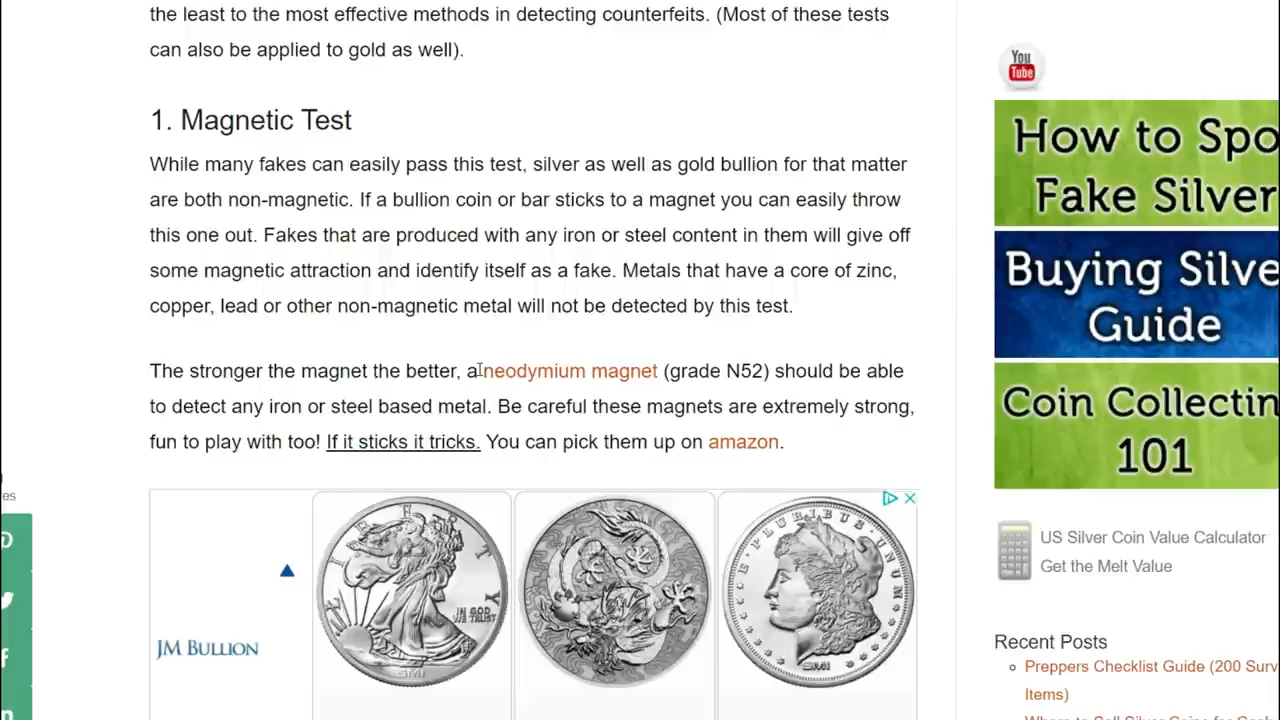 the least to the most effective methods in detecting counterfeits. (Most of these tests
can also be applied to gold as well).
1. Magnetic Test
While many fakes can easily pass this test, silver as well as gold bullion for that matter
are both non-magnetic. If a bullion coin or bar sticks to a magnet you can easily throw
this one out. Fakes that are produced with any iron or steel content in them will give off
some magnetic attraction and identify itself as a fake. Metals that have a core of zinc,
copper, lead or other non-magnetic metal will not be detected by this test.
The stronger the magnet the better, a neodymium magnet (grade N52) should be able
to detect any iron or steel based metal. Be careful these magnets are extremely strong,
fun to play with too! If it sticks it tricks. You can pick them up on amazon.
JM BULLION
IN GOD
WE TRUST
SMI
E PLURIBUS UNUM
SMI
You
Tube
How to Spo
Fake Silver
Buying Silve
Guide
Coin Collectin
101
US Silver Coin Value Calculator
Get the Melt Value
Recent Posts
Preppers Checklist Guide (200 Surv
Items)